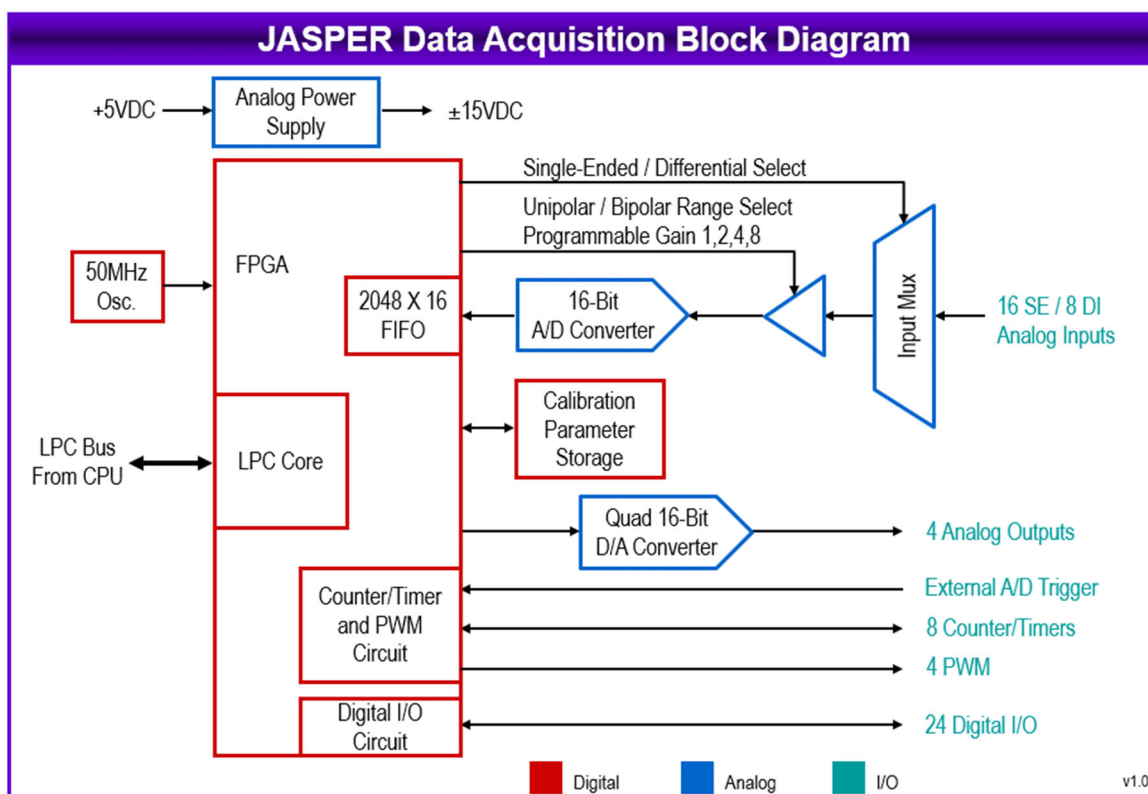 JASPER Data Acquisition Block Diagram
+5VDC
Analog Power
Supply
±15VDC
Single-Ended / Differential Select
Unipolar / Bipolar Range Select
Programmable Gain 1,2,4,8
FPGA
50MHz
Osc.
2048 X 16
FIFO
16-Bit
A/D Converter
Input Mux
16 SE / 8 DI
Analog Inputs
Calibration
Parameter
Storage
LPC Bus
From CPU
LPC Core
Quad 16-Bit
D/A Converter
4 Analog Outputs
Counter/Timer
and PWM
Circuit
External A/D Trigger
8 Counter/Timers
4 PWM
Digital I/O
Circuit
24 Digital I/O
Digital
Analog
I/O
v1.0